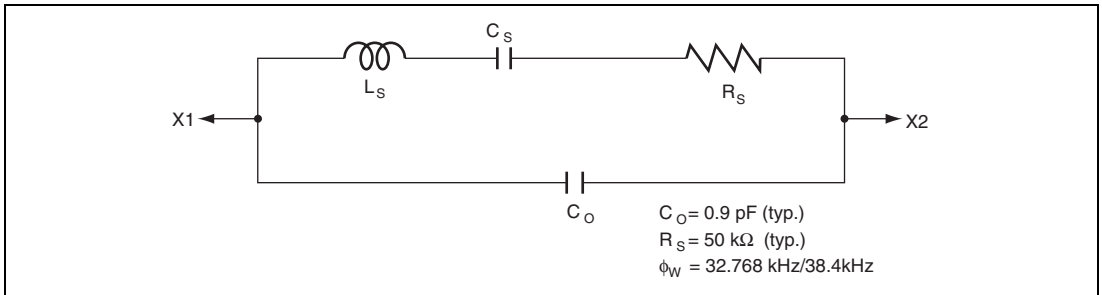 C S
L S
R S
X1
X2
C O
C O = 0.9 pF (typ.)
R S = 50 kΩ (typ.)
ϕW = 32.768 kHz/38.4kHz